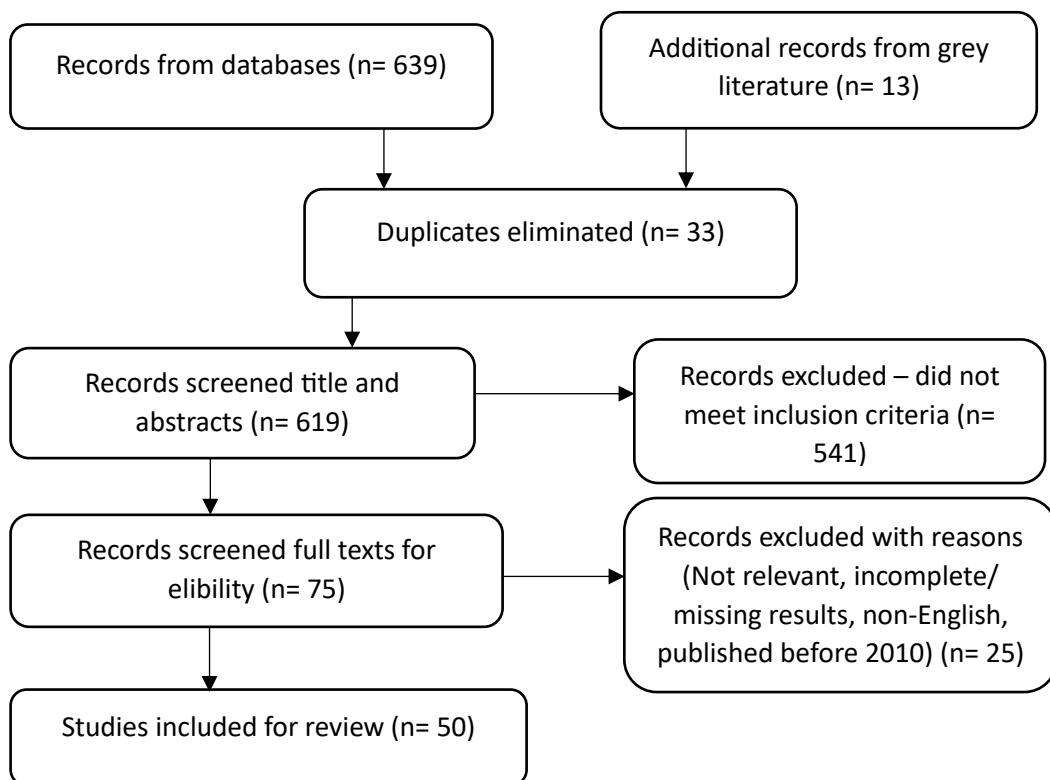 Records from databases (n= 639)
Additional records from grey
literature (n= 13)
Duplicates eliminated (n= 33)
Records screened title and
abstracts (n= 619)
Records excluded – did not
meet inclusion criteria (n=
541)
Records screened full texts for
elibility (n= 75)
Records excluded with reasons
(Not relevant, incomplete/
missing results, non-English,
published before 2010) (n= 25)
Studies included for review (n= 50)